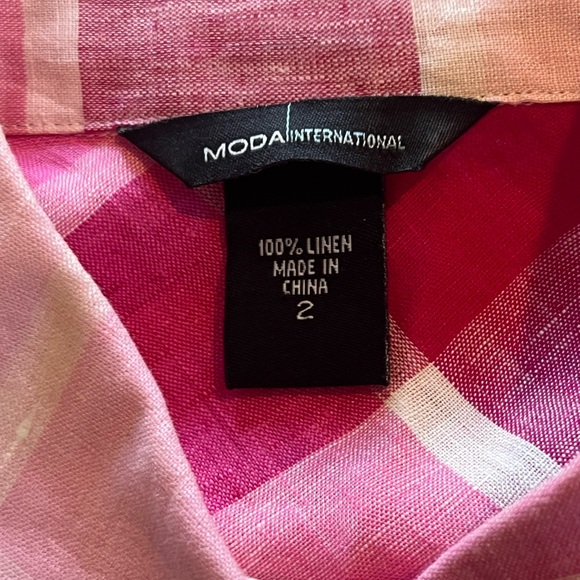 MODA INTERNATIONAL
100% LINEN
MADE IN
CHINA
2